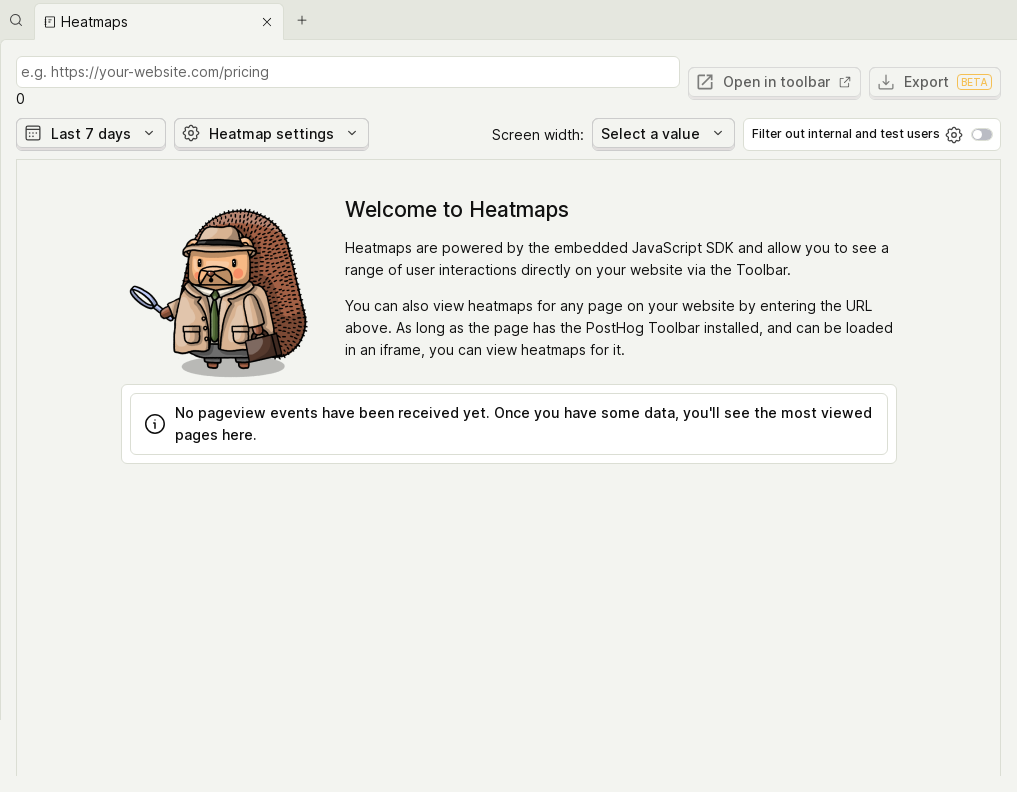 Heatmaps
e.g. https://your-website.com/pricing
Open in toolbar
Export BETA
0
Last 7 days
Heatmap settings
Screen width:
Select a value
Filter out internal and test users
Welcome to Heatmaps
Heatmaps are powered by the embedded JavaScript SDK and allow you to see a
range of user interactions directly on your website via the Toolbar.
You can also view heatmaps for any page on your website by entering the URL
above. As long as the page has the PostHog Toolbar installed, and can be loaded
in an iframe, you can view heatmaps for it.
No pageview events have been received yet. Once you have some data, you'll see the most viewed
pages here.